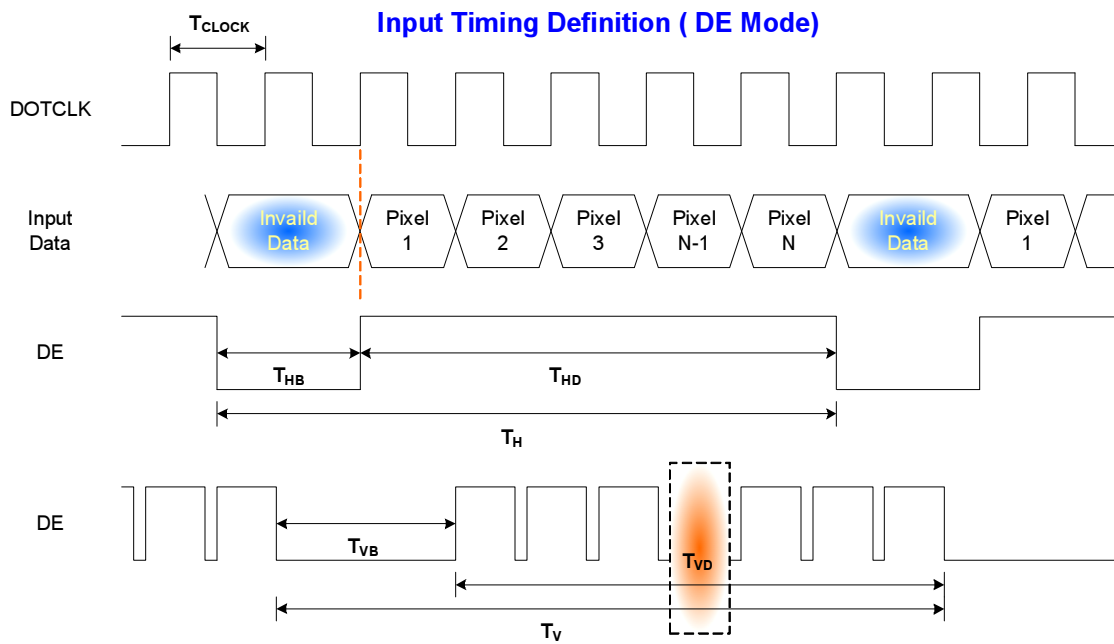 Input Timing Definition ( DE Mode)
TCLOCK
DOTCLK
Input
Data
Invaild
Data
Pixel
1
Pixel
2
Pixel
3
Pixel
N-1
Pixel
N
Invaild
Data
Pixel
1
DE
THB
THD
TH
DE
TVB
TVD
TV